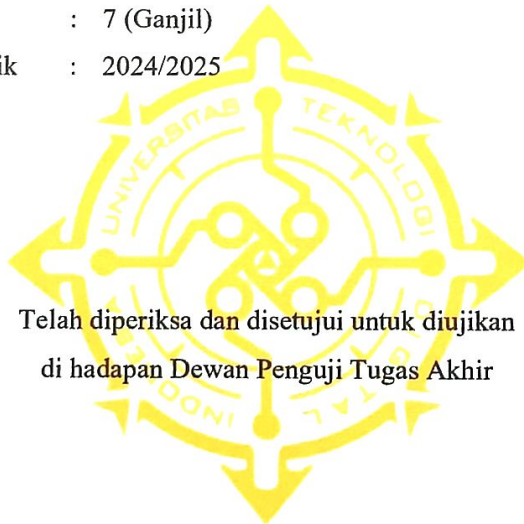 : 7 (Ganjil)
ik : 2024/2025
UNIVERSITAS TEKNOLOGI DIGITAL INDONESIA
Telah diperiksa dan disetujui untuk diujikan
di hadapan Dewan Penguji Tugas Akhir